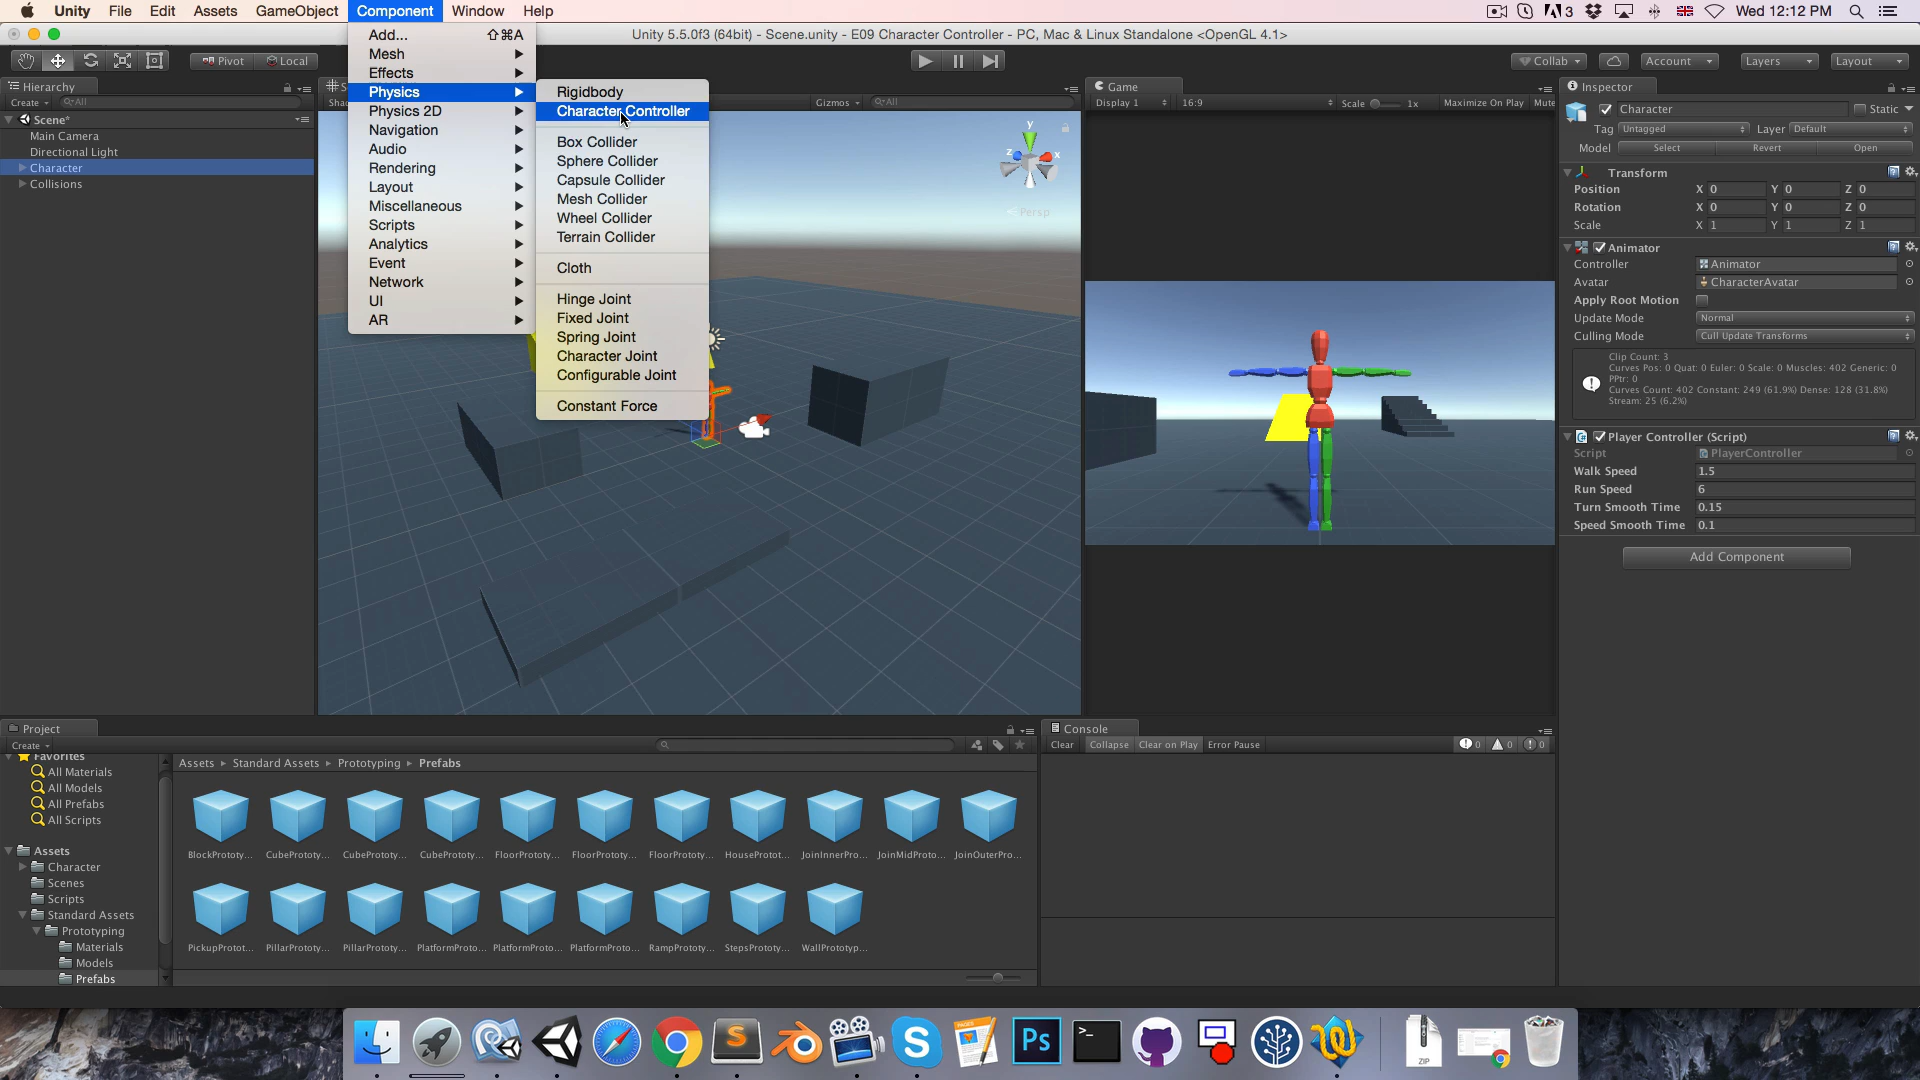 Unity File Edit Assets GameObject Component Window Help
3 Wed 12:12 PM
Unity 5.5.0f3 (64bit) - Scene.unity - E09 Character Controller - PC, Mac & Linux Standalone <OpenGL 4.1>
Pivot Local
Collab Account Layers Layout
Add... ⇧⌘A
Mesh
Effects
Physics
Physics 2D
Navigation
Audio
Rendering
Layout
Miscellaneous
Scripts
Analytics
Event
Network
UI
AR
Rigidbody
Character Controller
Box Collider
Sphere Collider
Capsule Collider
Mesh Collider
Wheel Collider
Terrain Collider
Cloth
Hinge Joint
Fixed Joint
Spring Joint
Character Joint
Configurable Joint
Constant Force
Hierarchy
Create All
Scene*
Main Camera
Directional Light
Character
Collisions
Gizmos All
y
z x
Persp
Game
Display 1 16:9 Scale 1x Maximize On Play Mute
Inspector
Character Static
Tag Untagged Layer Default
Model Select Revert Open
Transform
Position X 0 Y 0 Z 0
Rotation X 0 Y 0 Z 0
Scale X 1 Y 1 Z 1
Animator
Controller Animator
Avatar CharacterAvatar
Apply Root Motion
Update Mode Normal
Culling Mode Cull Update Transforms
Clip Count: 3
Curves Pos: 0 Quat: 0 Euler: 0 Scale: 0 Muscles: 402 Generic: 0
PPtr: 0
Curves Count: 402 Constant: 249 (61.9%) Dense: 128 (31.8%)
Stream: 25 (6.2%)
Player Controller (Script)
Script PlayerController
Walk Speed 1.5
Run Speed 6
Turn Smooth Time 0.15
Speed Smooth Time 0.1
Add Component
Project
Create
Favorites
All Materials
All Models
All Prefabs
All Scripts
Assets
Character
Scenes
Scripts
Standard Assets
Prototyping
Materials
Models
Prefabs
Assets Standard Assets Prototyping Prefabs
BlockPrototy... CubePrototy... CubePrototy... CubePrototy... FloorPrototy... FloorPrototy... FloorPrototy... HouseProtot... JoinInnerPro... JoinMidProto... JoinOuterPro...
PickupProtot... PillarPrototy... PillarPrototy... PlatformProto... PlatformProto... PlatformProto... RampPrototy... StepsPrototy... WallPrototyp...
Console
Clear Collapse Clear on Play Error Pause 0 0 0
S
S
PAGES
Ps
>_
ZIP